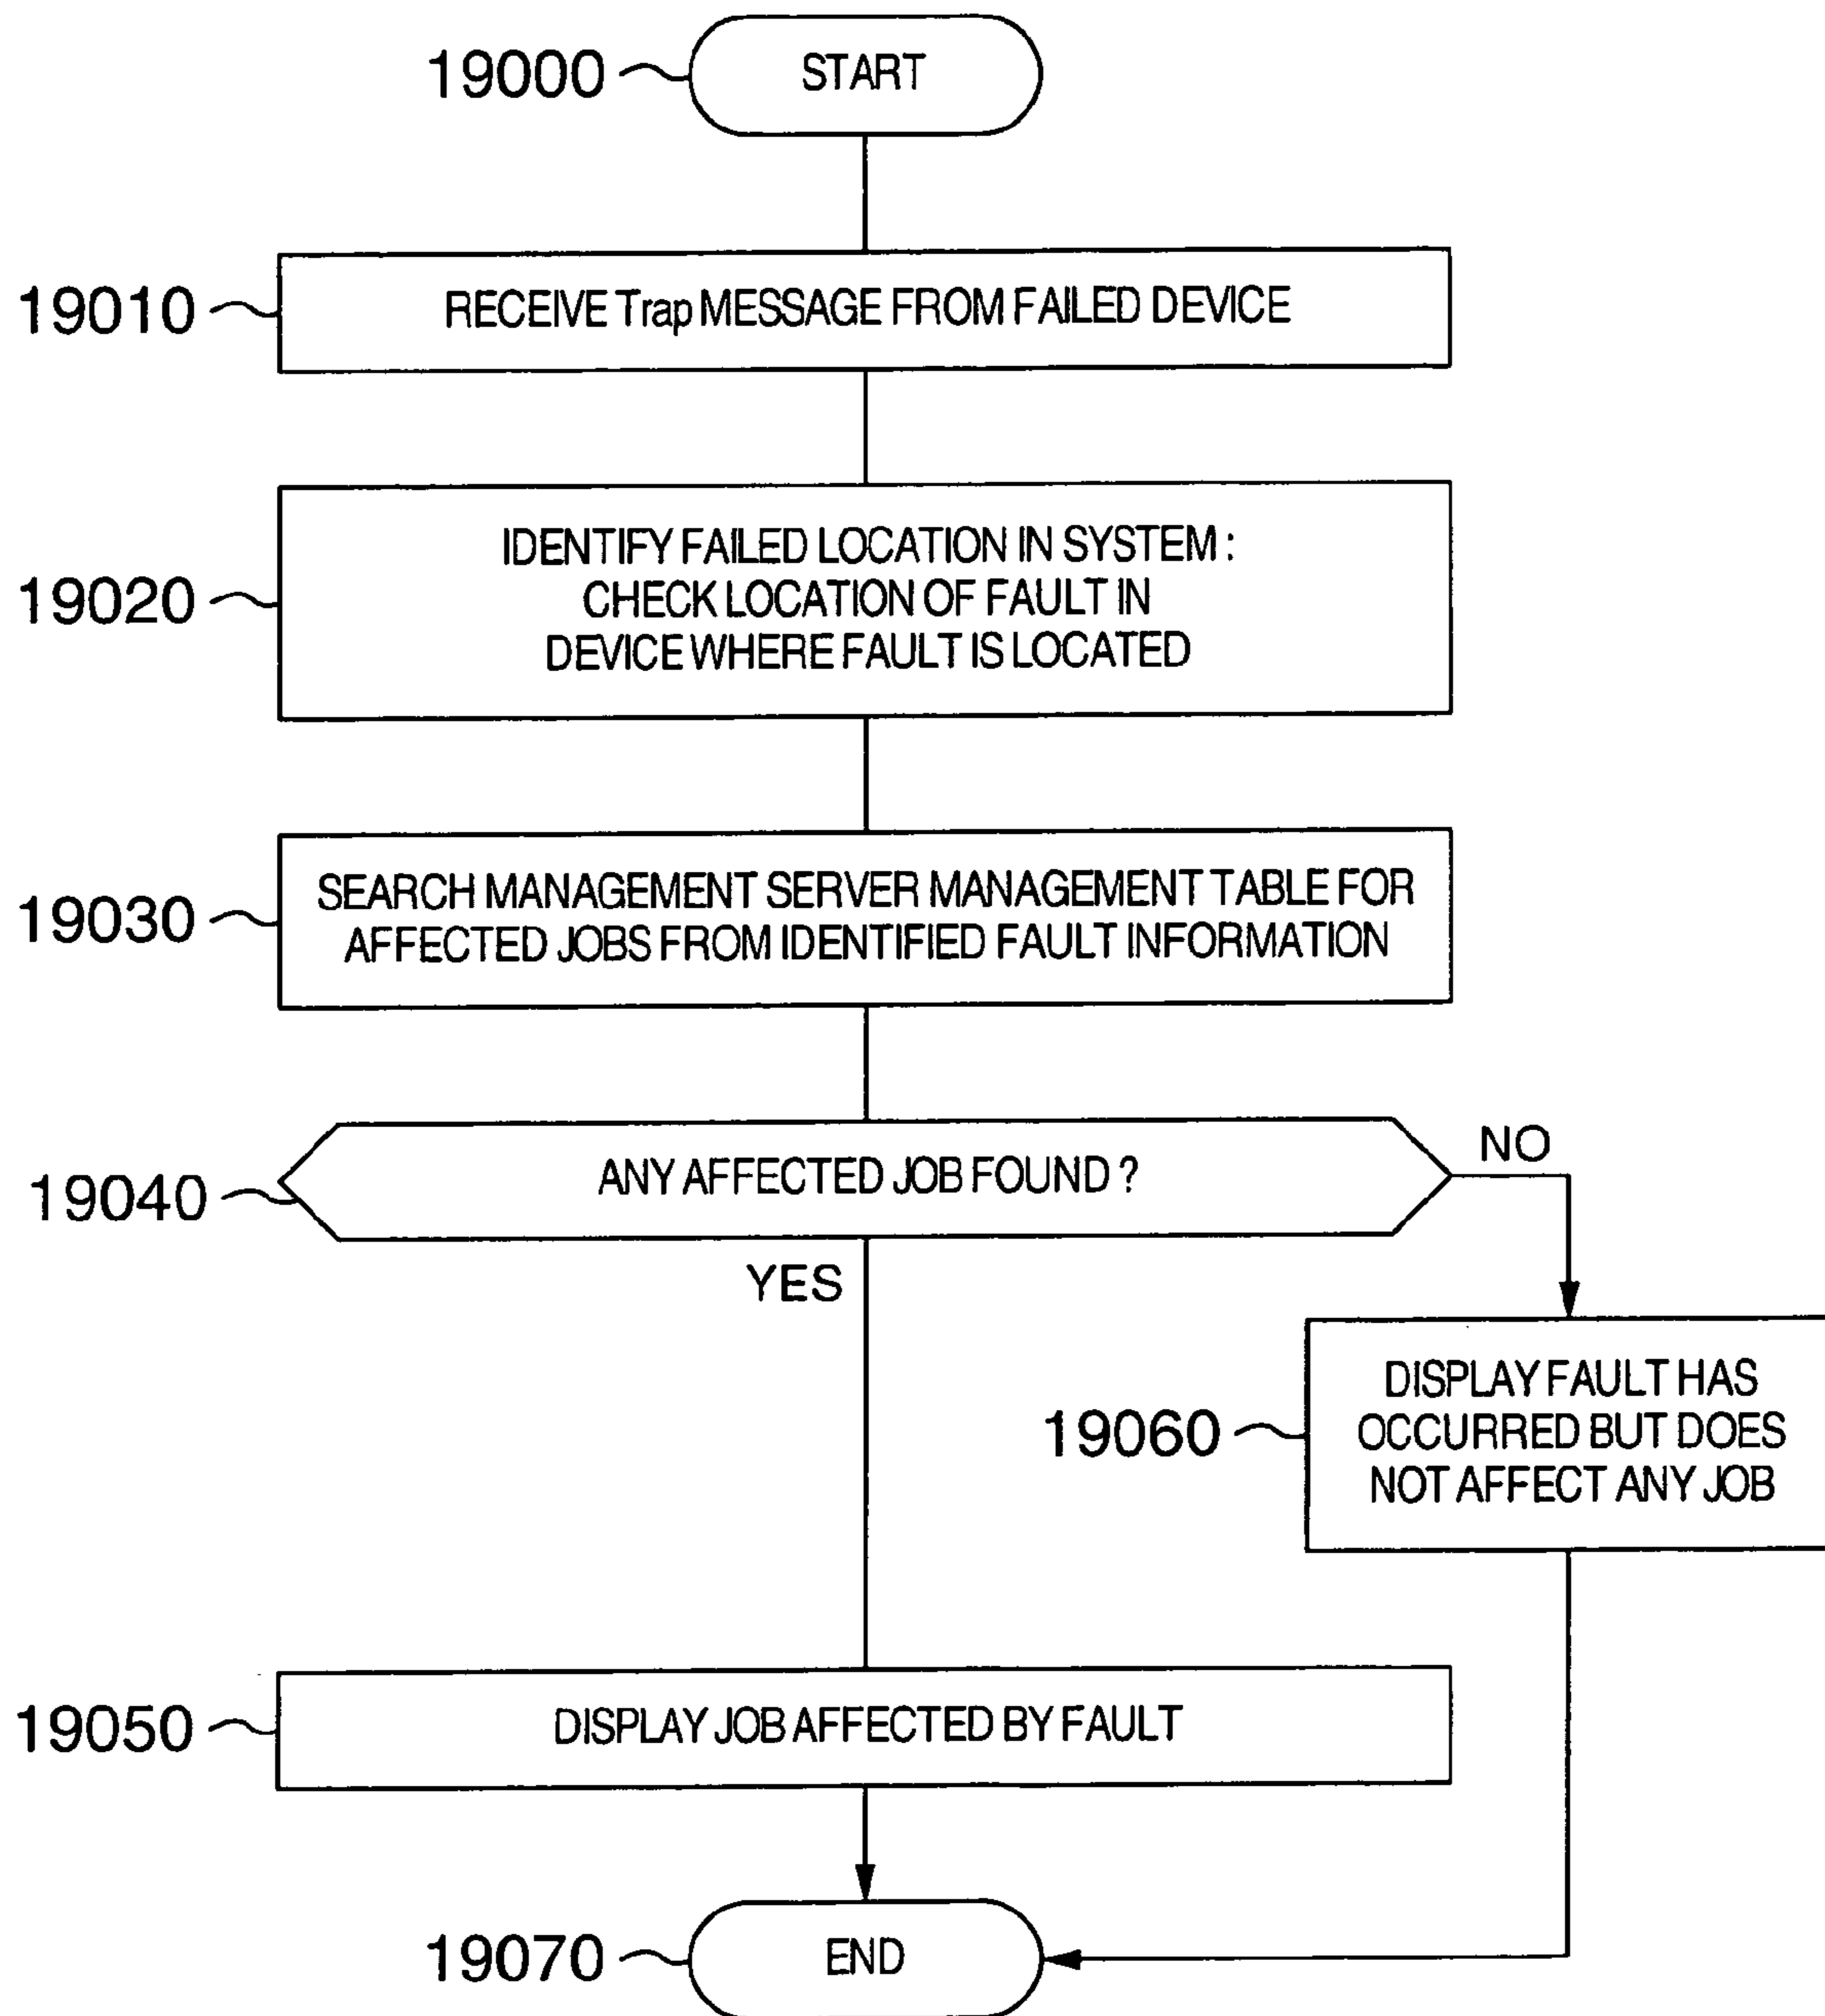 19000
START
19010
RECEIVE Trap MESSAGE FROM FAILED DEVICE
19020
IDENTIFY FAILED LOCATION IN SYSTEM :
CHECK LOCATION OF FAULT IN
DEVICE WHERE FAULT IS LOCATED
19030
SEARCH MANAGEMENT SERVER MANAGEMENT TABLE FOR
AFFECTED JOBS FROM IDENTIFIED FAULT INFORMATION
19040
ANY AFFECTED JOB FOUND ?
NO
YES
19060
DISPLAY FAULT HAS
OCCURRED BUT DOES
NOT AFFECT ANY JOB
19050
DISPLAY JOB AFFECTED BY FAULT
19070
END